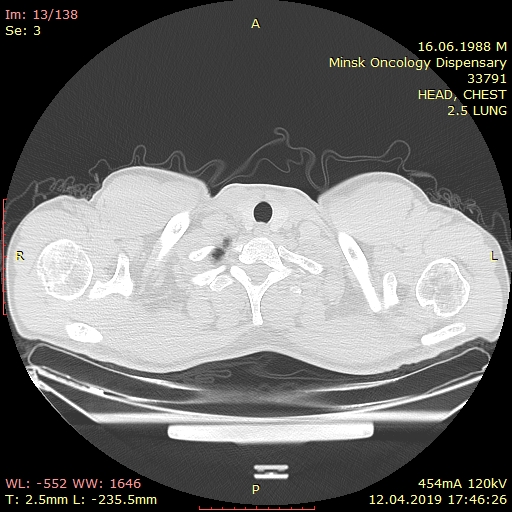 Im: 13/138
Se: 3
A
16.06.1988 M
Minsk Oncology Dispensary
33791
HEAD, CHEST
2.5 LUNG
R
L
WL: -552 WW: 1646
T: 2.5mm L: -235.5mm
P
454mA 120kV
12.04.2019 17:46:26